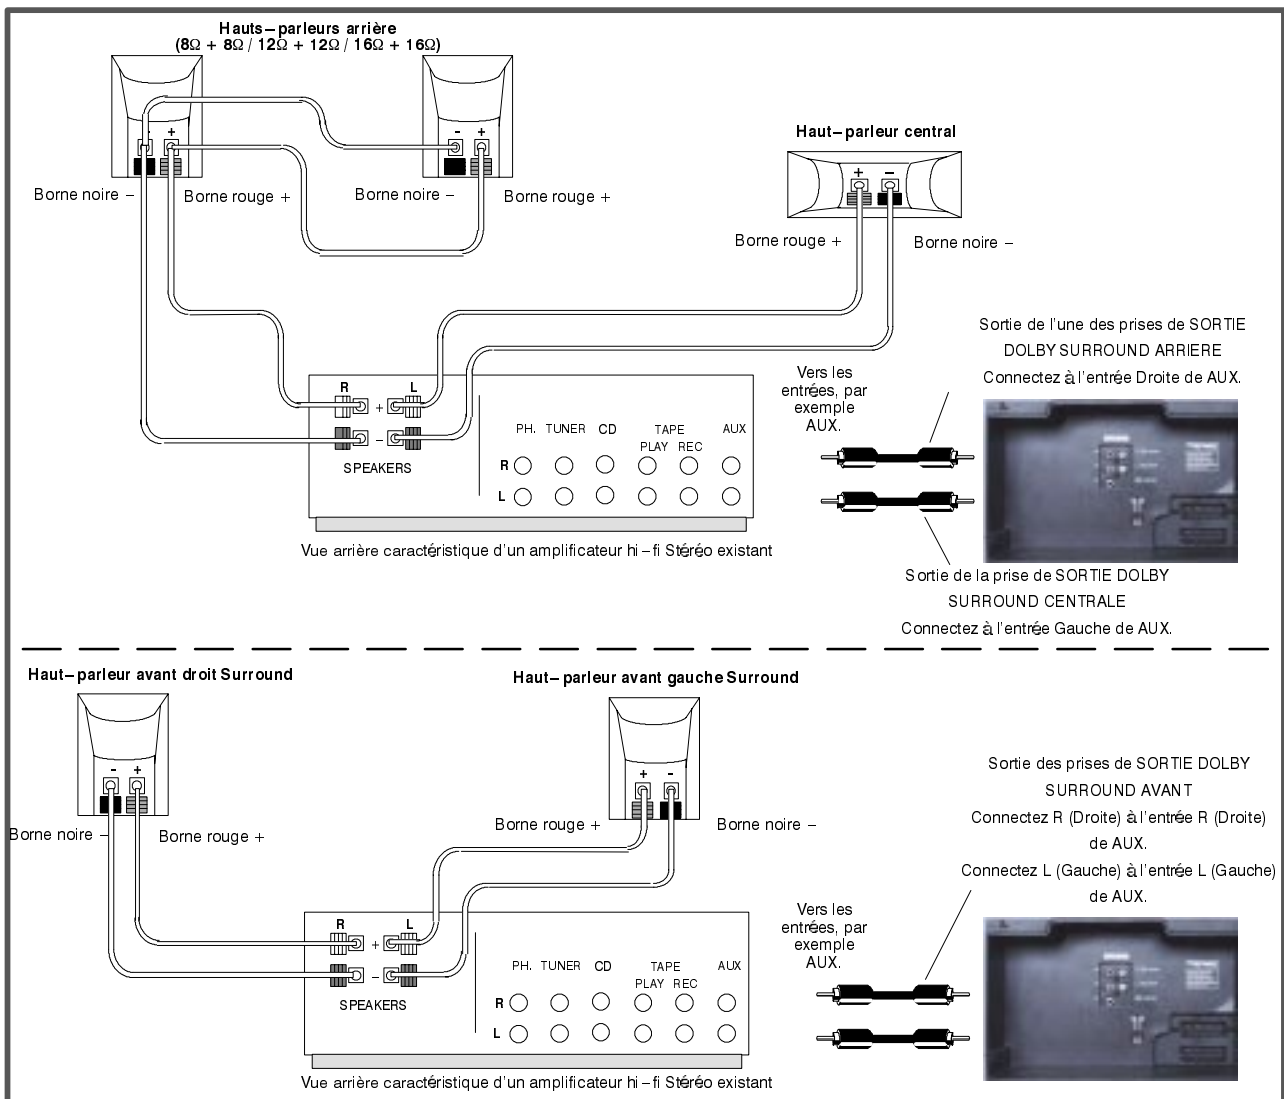 Hauts–parleurs arrière
(8Ω + 8Ω / 12Ω + 12Ω / 16Ω + 16Ω)
- +
- +
Borne noire –
Borne rouge +
Borne noire –
Borne rouge +
Haut–parleur central
+ –
Borne rouge +
Borne noire –
Sortie de l'une des prises de SORTIE
DOLBY SURROUND ARRIERE
Connectez à l'entrée Droite de AUX.
Vers les
entrées, par
exemple
AUX.
R L
+
–
SPEAKERS
PH. TUNER CD TAPE AUX
PLAY REC
R
L
Vue arrière caractéristique d'un amplificateur hi–fi Stéréo existant
Sortie de la prise de SORTIE DOLBY
SURROUND CENTRALE
Connectez à l'entrée Gauche de AUX.
Haut–parleur avant droit Surround
Haut–parleur avant gauche Surround
- +
+ -
Borne noire –
Borne rouge +
Borne rouge +
Borne noire –
Sortie des prises de SORTIE DOLBY
SURROUND AVANT
Connectez R (Droite) à l'entrée R (Droite)
de AUX.
Connectez L (Gauche) à l'entrée L (Gauche)
de AUX.
Vers les
entrées, par
exemple
AUX.
R L
+
–
SPEAKERS
PH. TUNER CD TAPE AUX
PLAY REC
R
L
Vue arrière caractéristique d'un amplificateur hi–fi Stéréo existant